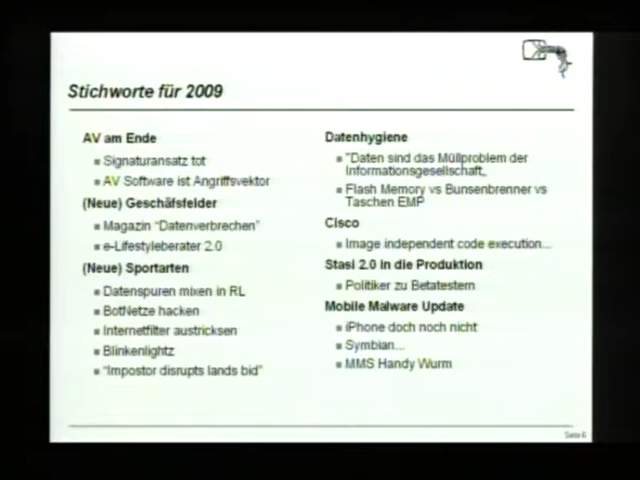 Stichworte für 2009
AV am Ende
Signaturansatz tot
AV Software ist Angriffsvektor
(Neue) Geschäfsfelder
Magazin “Datenverbrechen”
e-Lifestyleberater 2.0
(Neue) Sportarten
Datenspuren mixen in RL
BotNetze hacken
Internetfilter austricksen
Blinkenlightz
“Impostor disrupts lands bid”
Datenhygiene
"Daten sind das Müllproblem der
Informationsgesellschaft„
Flash Memory vs Bunsenbrenner vs
Taschen EMP
Cisco
Image independent code execution...
Stasi 2.0 in die Produktion
Politiker zu Betatestern
Mobile Malware Update
iPhone doch noch nicht
Symbian...
MMS Handy Wurm
Seite 6